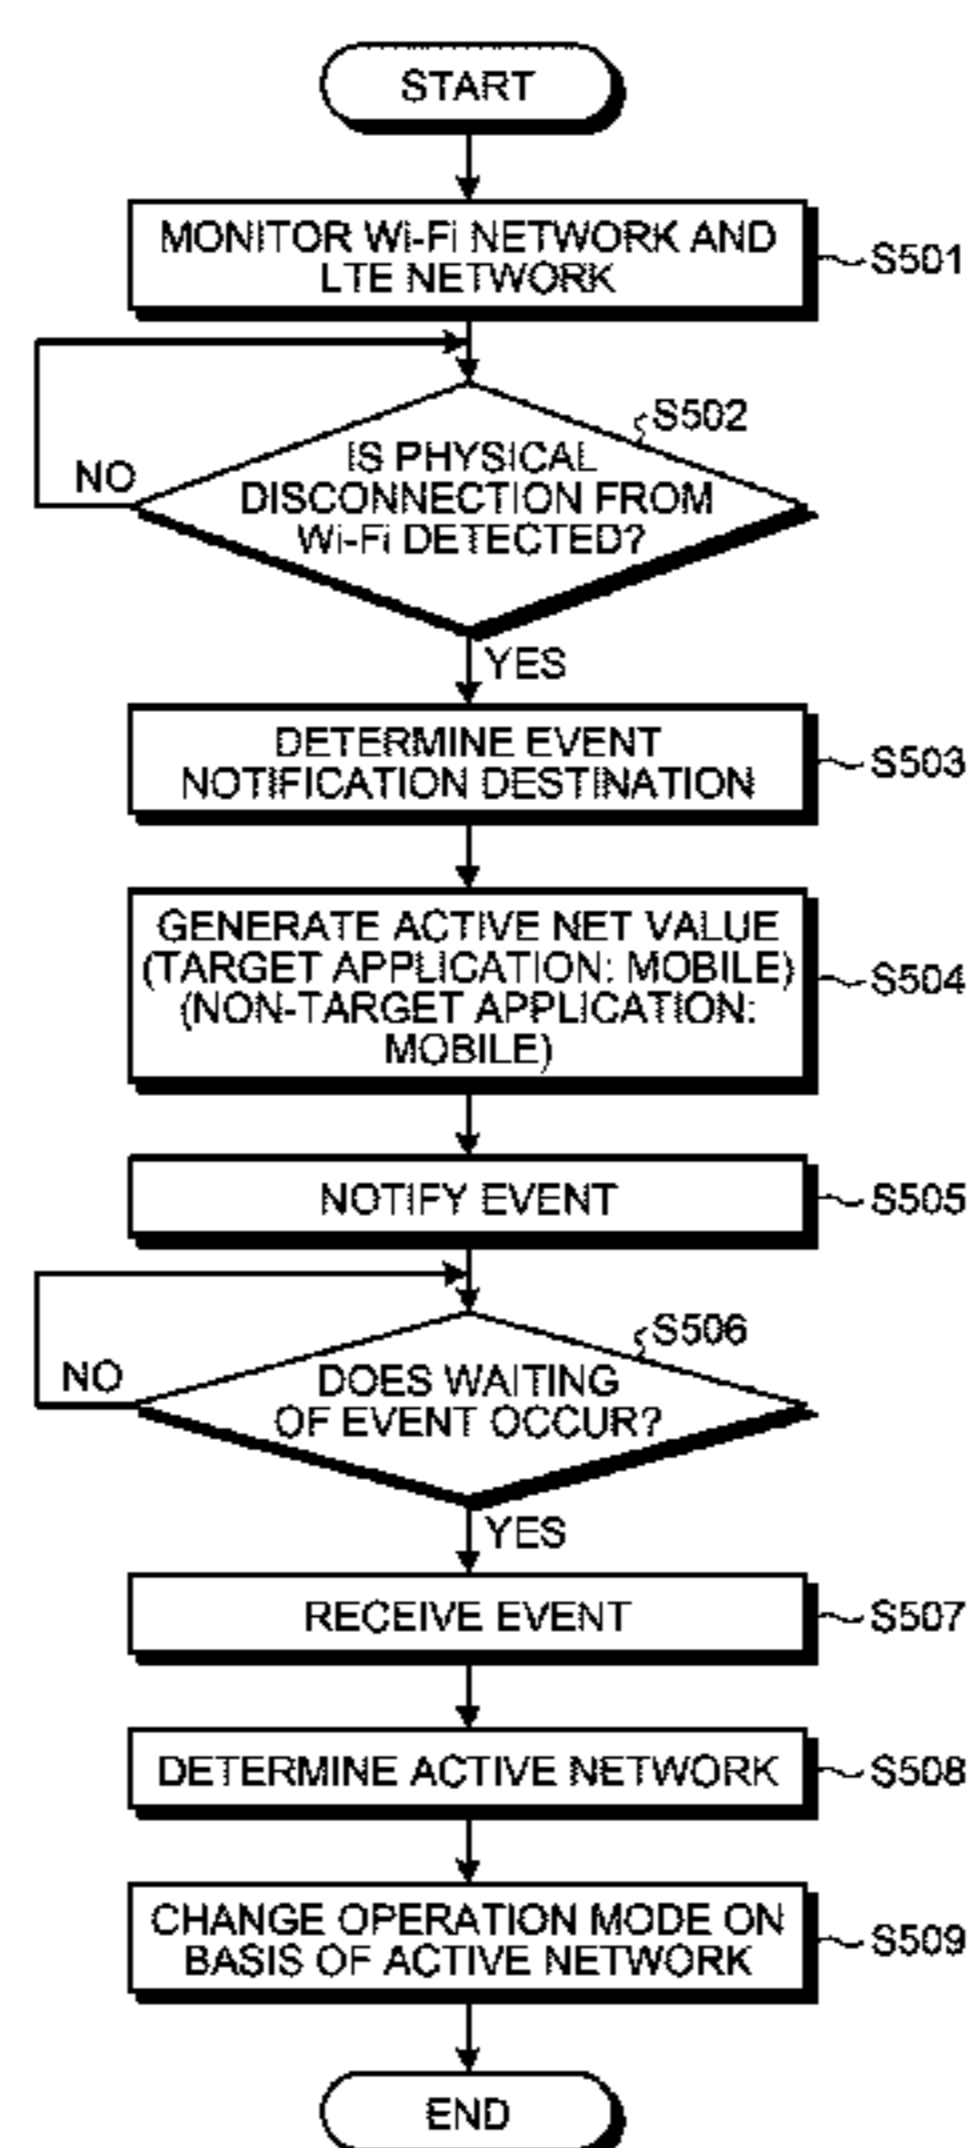 START
MONITOR Wi-Fi NETWORK AND
LTE NETWORK
S501
S502
IS PHYSICAL
DISCONNECTION FROM
Wi-Fi DETECTED?
NO
YES
DETERMINE EVENT
NOTIFICATION DESTINATION
S503
GENERATE ACTIVE NET VALUE
(TARGET APPLICATION: MOBILE)
(NON-TARGET APPLICATION:
MOBILE)
S504
NOTIFY EVENT
S505
S506
DOES WAITING
OF EVENT OCCUR?
NO
YES
RECEIVE EVENT
S507
DETERMINE ACTIVE NETWORK
S508
CHANGE OPERATION MODE ON
BASIS OF ACTIVE NETWORK
S509
END